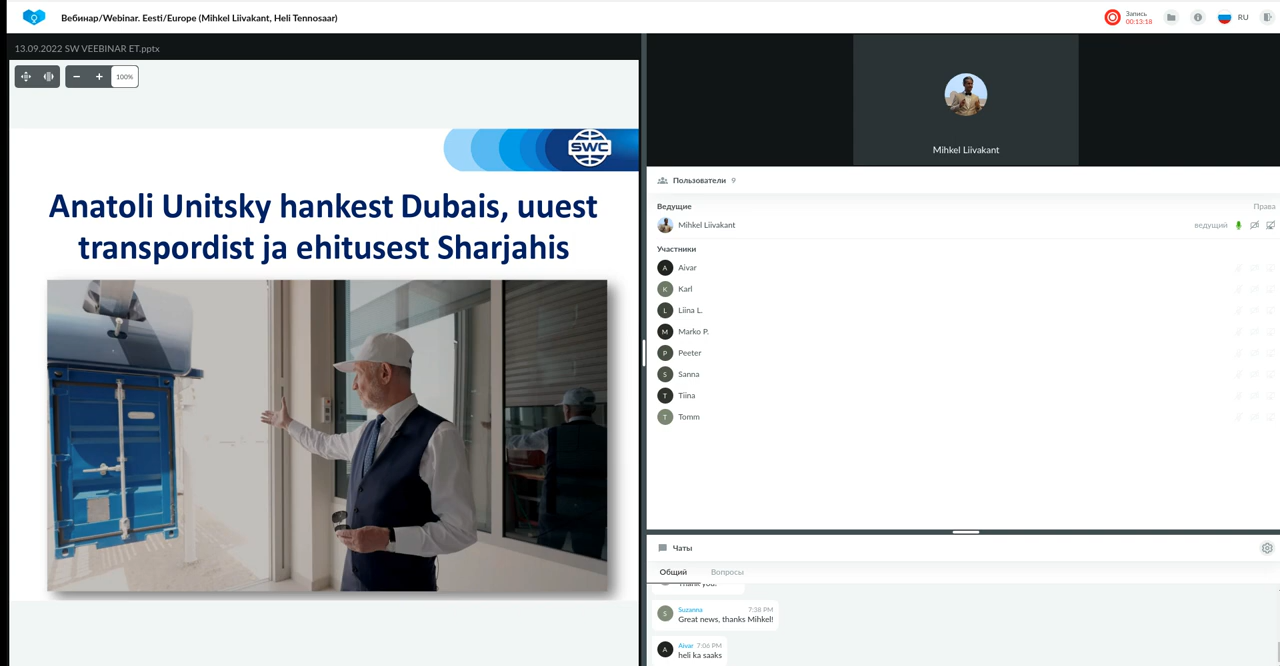 Вебинар/Webinar. Eesti/Europe (Mihkel Liivakant, Heli Tennosaar)
Запись
00:13:18
RU
13.09.2022 SW VEEBINAR ET.pptx
100%
SWC
Anatoli Unitsky hankest Dubais, uuest
transpordist ja ehitusest Sharjahis
Mihkel Liivakant
Пользователи 9
Ведущие
Права
Mihkel Liivakant
ведущий
Участники
A Aivar
K Karl
L Liina L.
M Marko P.
P Peeter
S Sanna
T Tiina
T Tomm
Чаты
Общий
Вопросы
Thank you!
S Suzanna 7:38 PM
Great news, thanks Mihkel!
A Aivar 7:06 PM
heli ka saaks